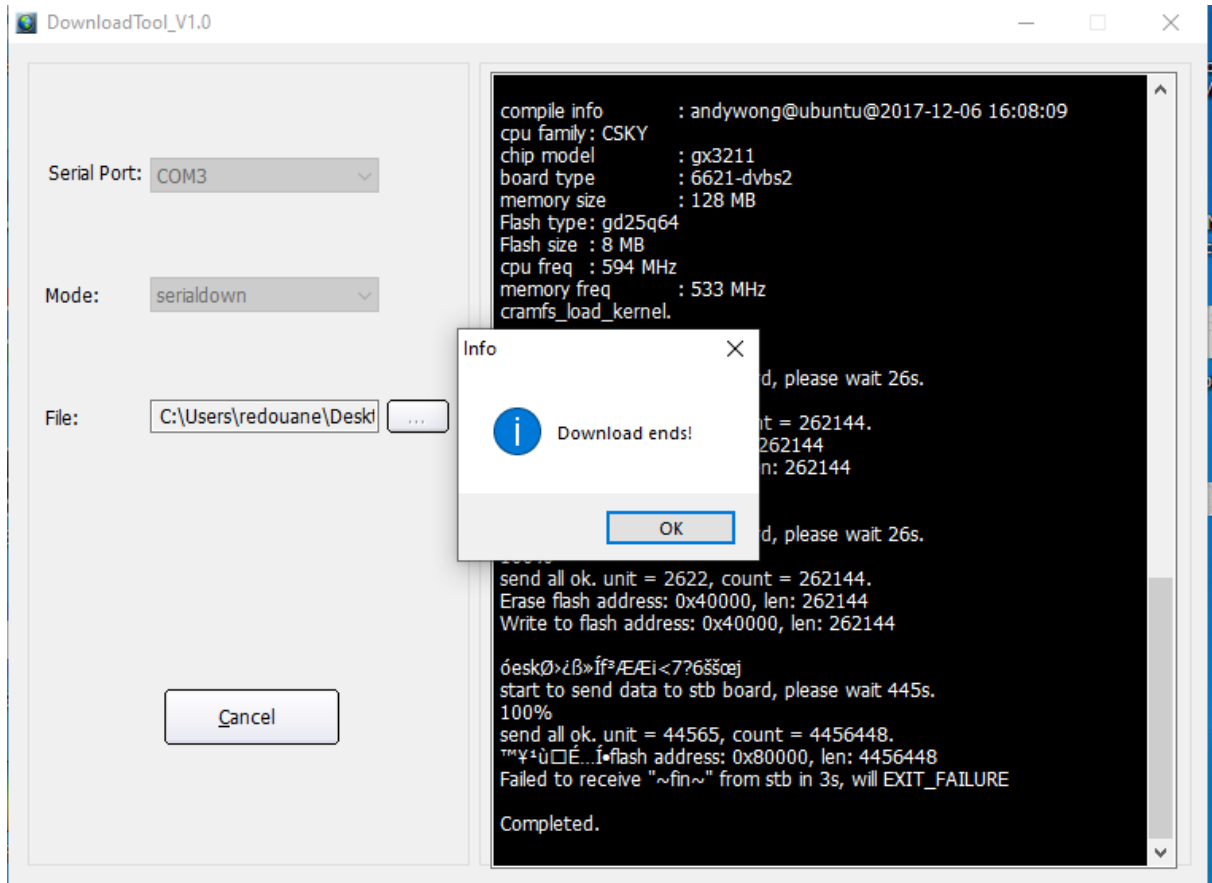 DownloadTool_V1.0
Serial Port: COM3
Mode: serialdown
File: C:\Users\redouane\Desk ...
Cancel
compile info : andywong@ubuntu@2017-12-06 16:08:09
cpu family : CSKY
chip model : gx3211
board type : 6621-dvbs2
memory size : 128 MB
Flash type : gd25q64
Flash size : 8 MB
cpu freq : 594 MHz
memory freq : 533 MHz
cramfs_load_kernel.
d, please wait 26s.
nt = 262144.
262144
n: 262144
d, please wait 26s.
send all ok. unit = 2622, count = 262144.
Erase flash address: 0x40000, len: 262144
Write to flash address: 0x40000, len: 262144
start to send data to stb board, please wait 445s.
100%
send all ok. unit = 44565, count = 4456448.
flash address: 0x80000, len: 4456448
Failed to receive "~fin~" from stb in 3s, will EXIT_FAILURE
Completed.
Info
Download ends!
OK